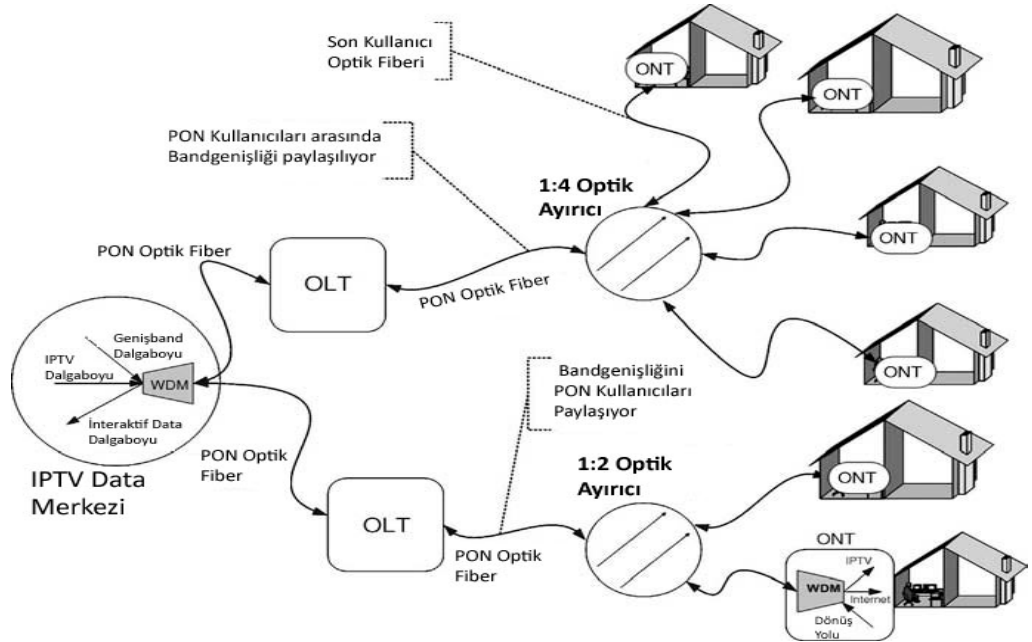 Son Kullanıcı
Optik Fiberi
ONT
ONT
PON Kullanıcıları arasında
Bandgenişliği paylaşılıyor
1:4 Optik
Ayırıcı
ONT
PON Optik Fiber
OLT
PON Optik Fiber
Genişband
Dalgaboyu
IPTV
Dalgaboyu
WDM
İnteraktif Data
Dalgaboyu
IPTV Data
Merkezi
ONT
Bandgenişliğini
PON Kullanıcıları
Paylaşıyor
PON Optik
Fiber
1:2 Optik
Ayırıcı
ONT
OLT
PON Optik
Fiber
ONT
IPTV
WDM
Internet
Dönüş
Yolu